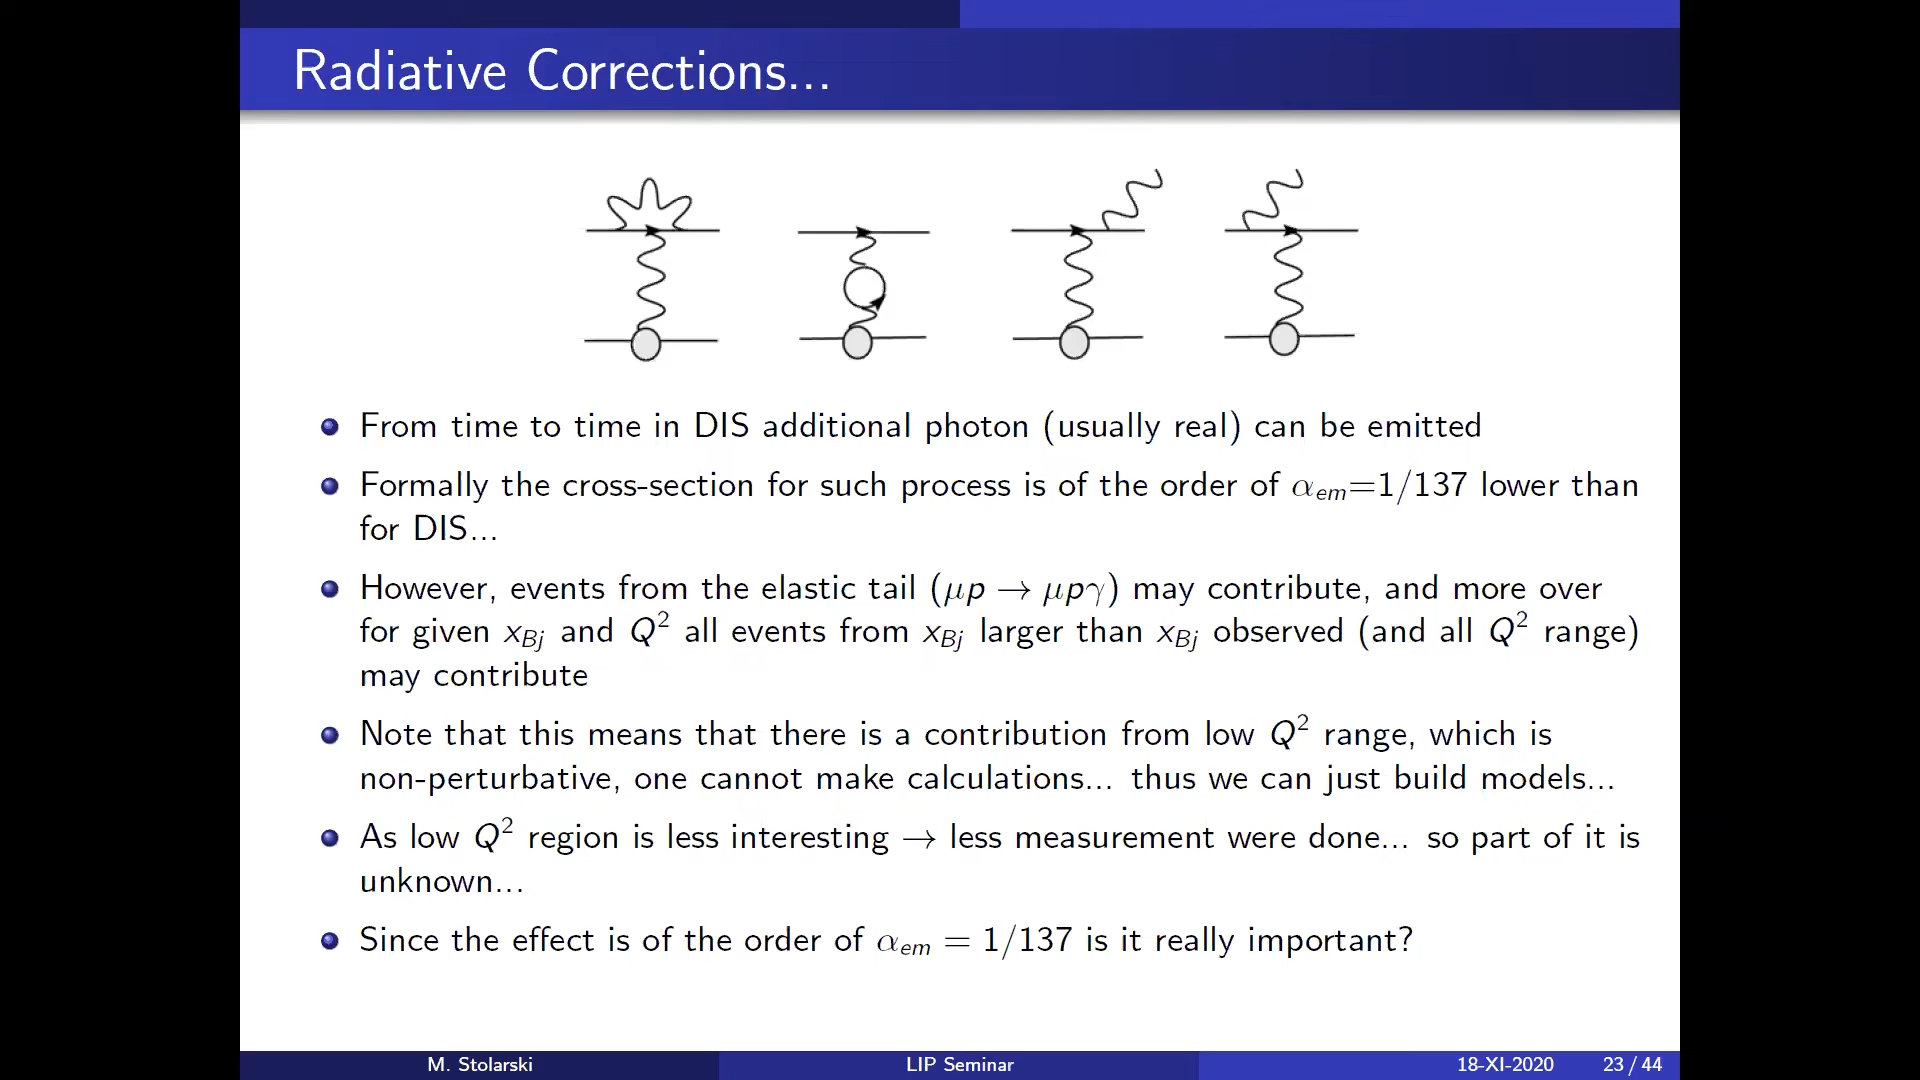 Radiative Corrections...
From time to time in DIS additional photon (usually real) can be emitted
Formally the cross-section for such process is of the order of αem=1/137 lower than
for DIS...
However, events from the elastic tail (μp → μpγ) may contribute, and more over
for given xBj and Q² all events from xBj larger than xBj observed (and all Q² range)
may contribute
Note that this means that there is a contribution from low Q² range, which is
non-perturbative, one cannot make calculations... thus we can just build models...
As low Q² region is less interesting → less measurement were done... so part of it is
unknown...
Since the effect is of the order of αem = 1/137 is it really important?
M. Stolarski LIP Seminar 18-XI-2020 23 / 44